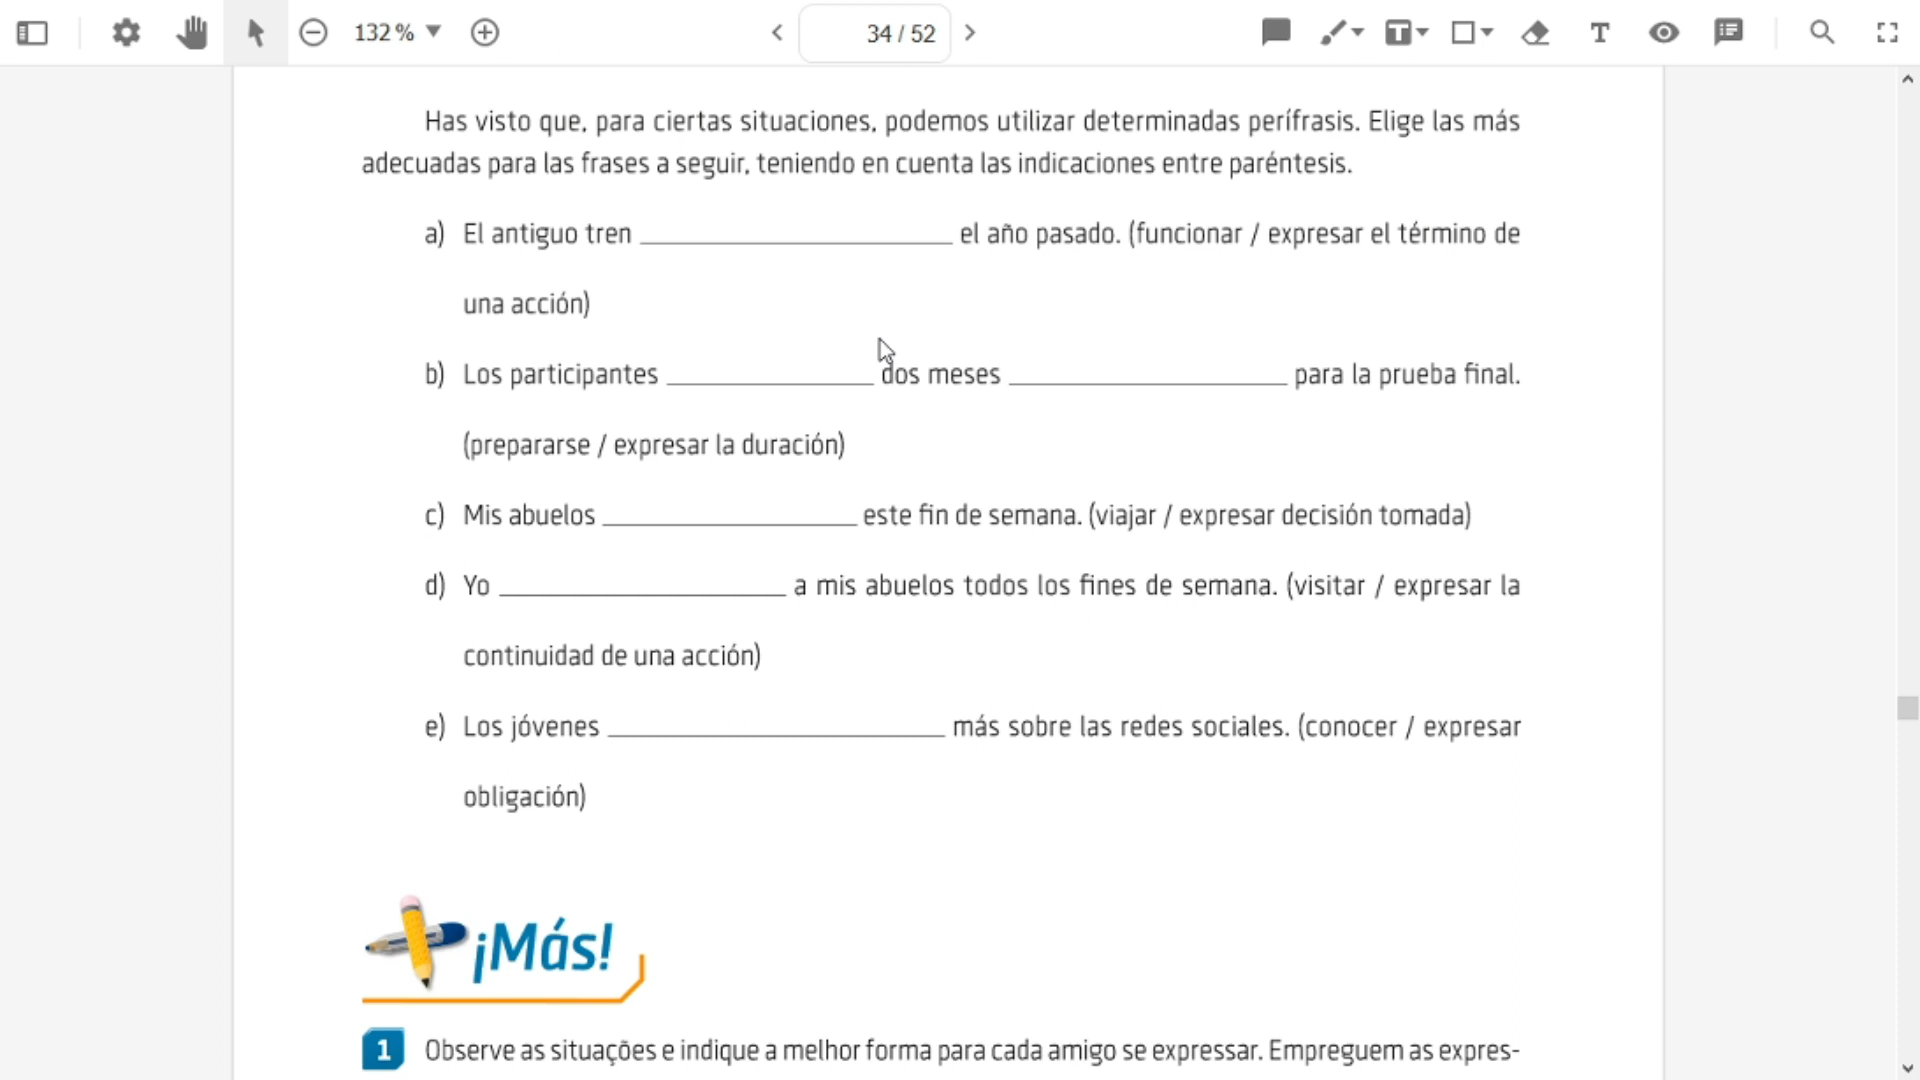 132 %
34 / 52
Has visto que, para ciertas situaciones, podemos utilizar determinadas perífrasis. Elige las más
adecuadas para las frases a seguir, teniendo en cuenta las indicaciones entre paréntesis.
a) El antiguo tren ____________________ el año pasado. (funcionar / expresar el término de
una acción)
b) Los participantes ____________________ dos meses ____________________ para la prueba final.
(prepararse / expresar la duración)
c) Mis abuelos ____________________ este fin de semana. (viajar / expresar decisión tomada)
d) Yo ____________________ a mis abuelos todos los fines de semana. (visitar / expresar la
continuidad de una acción)
e) Los jóvenes ____________________ más sobre las redes sociales. (conocer / expresar
obligación)
¡Más!
1 Observe as situações e indique a melhor forma para cada amigo se expressar. Empreguem as expres-